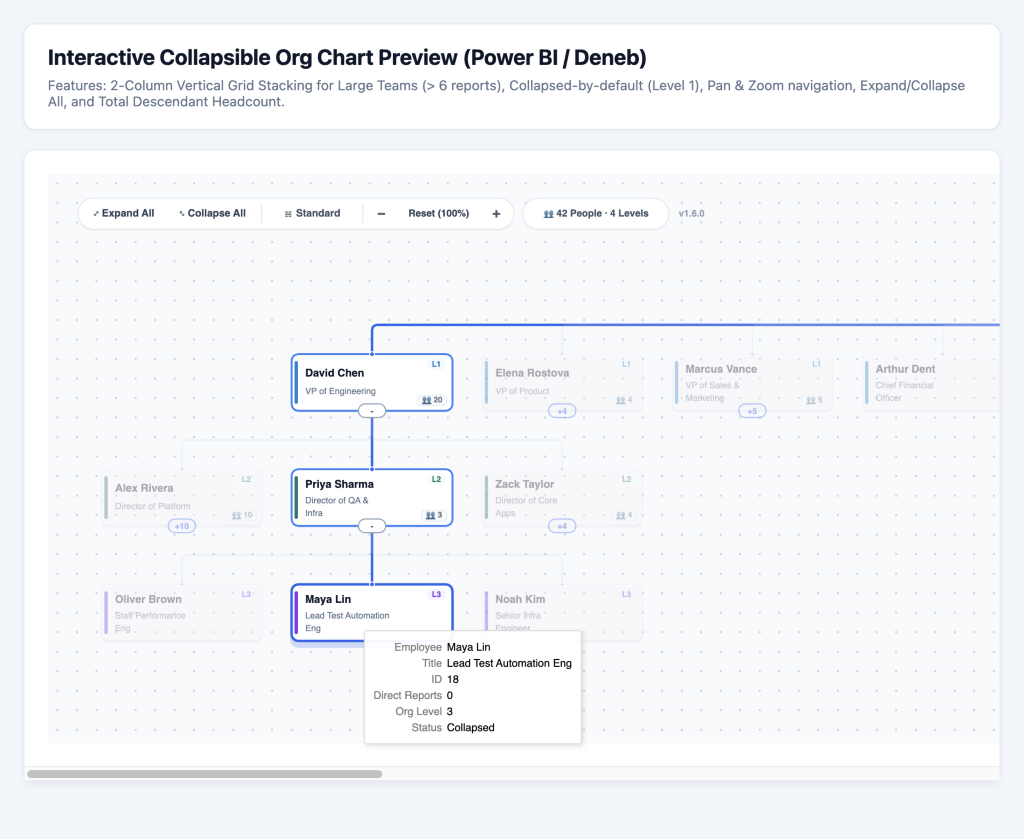 Interactive Collapsible Org Chart Preview (Power BI / Deneb)
Features: 2-Column Vertical Grid Stacking for Large Teams (> 6 reports), Collapsed-by-default (Level 1), Pan & Zoom navigation, Expand/Collapse
All, and Total Descendant Headcount.
Expand All
Collapse All
Standard
−
Reset (100%)
+
42 People · 4 Levels
v1.6.0
David Chen
L1
VP of Engineering
20
-
Elena Rostova
L1
VP of Product
4
+4
Marcus Vance
L1
VP of Sales &
Marketing
5
+5
Arthur Dent
Chief Financial
Officer
Alex Rivera
L2
Director of Platform
10
+10
Priya Sharma
L2
Director of QA &
Infra
3
-
Zack Taylor
L2
Director of Core
Apps
4
+4
Oliver Brown
L3
Staff Performance
Eng
Maya Lin
L3
Lead Test Automation
Eng
Noah Kim
L3
Senior Infra
Engineer
Employee Maya Lin
Title Lead Test Automation Eng
ID 18
Direct Reports 0
Org Level 3
Status Collapsed